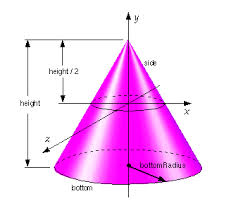 y
side
height / 2
height
x
z
bottomRadius
bottom